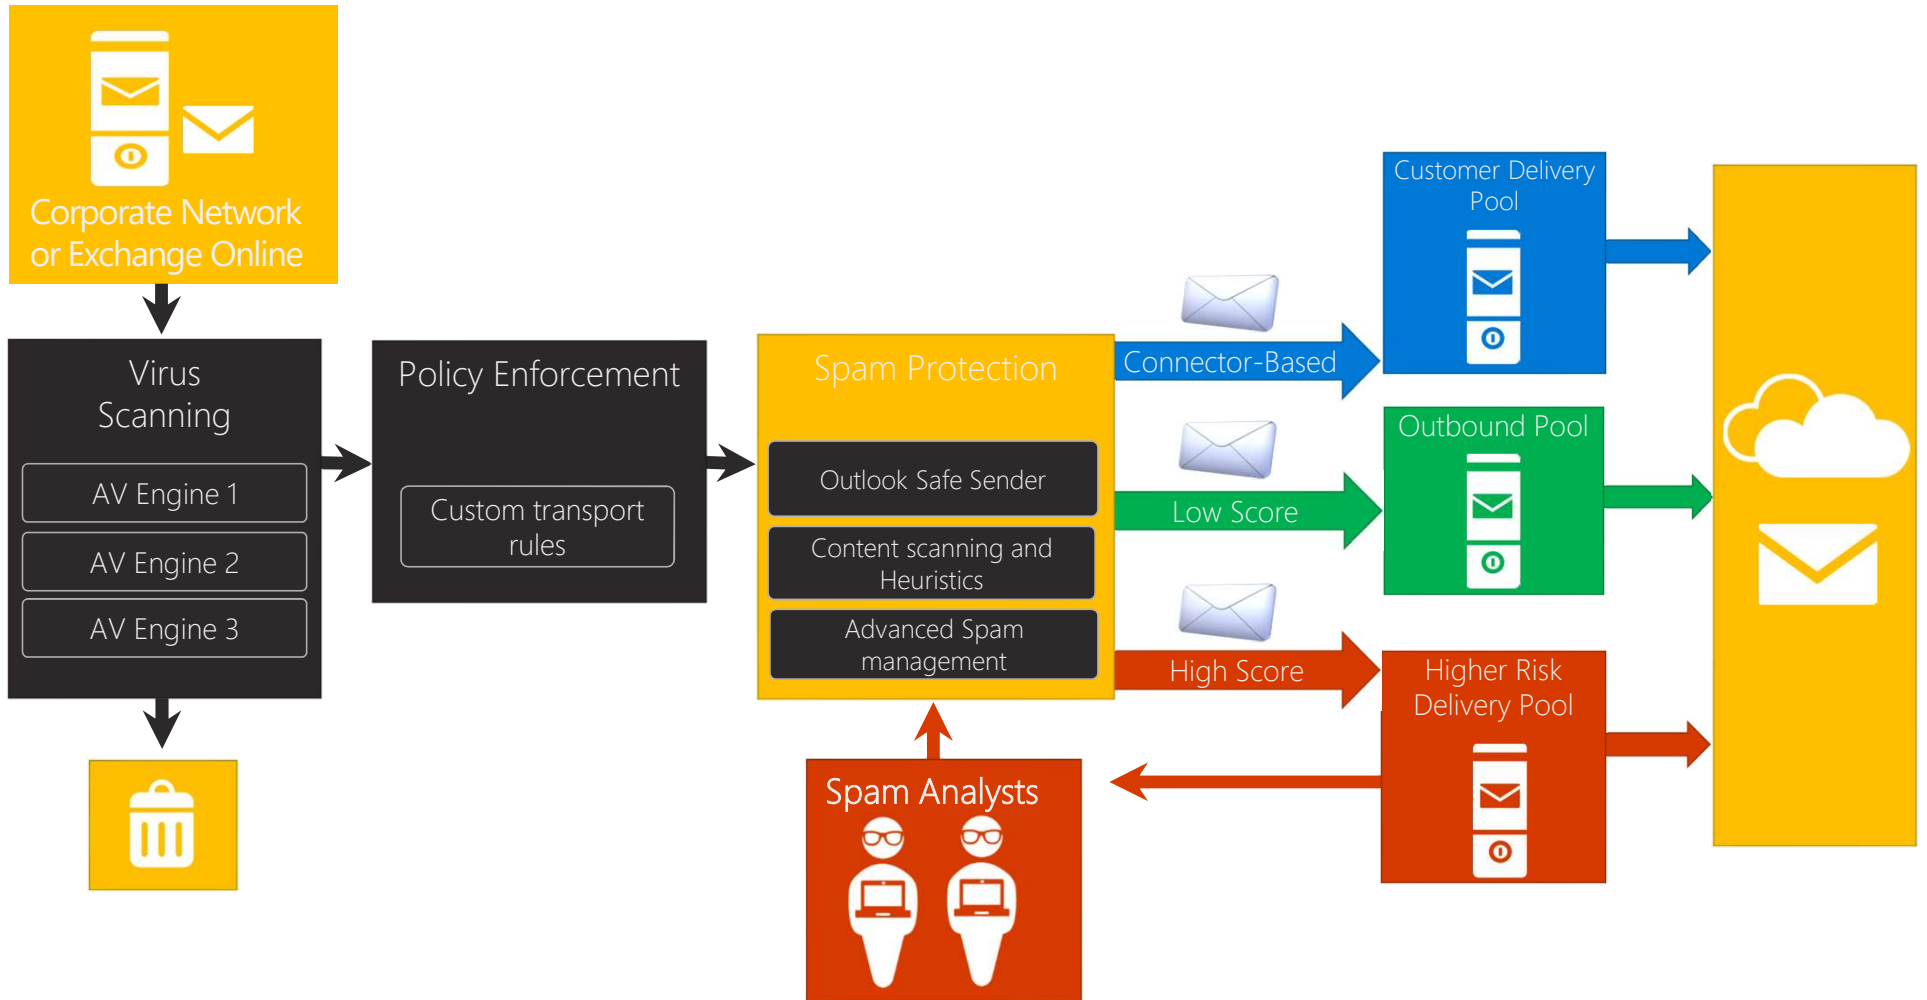 Corporate Network
or Exchange Online
Virus
Scanning
AV Engine 1
AV Engine 2
AV Engine 3
Policy Enforcement
Custom transport
rules
Spam Protection
Outlook Safe Sender
Content scanning and
Heuristics
Advanced Spam
management
Spam Analysts
Connector-Based
Low Score
High Score
Customer Delivery
Pool
Outbound Pool
Higher Risk
Delivery Pool